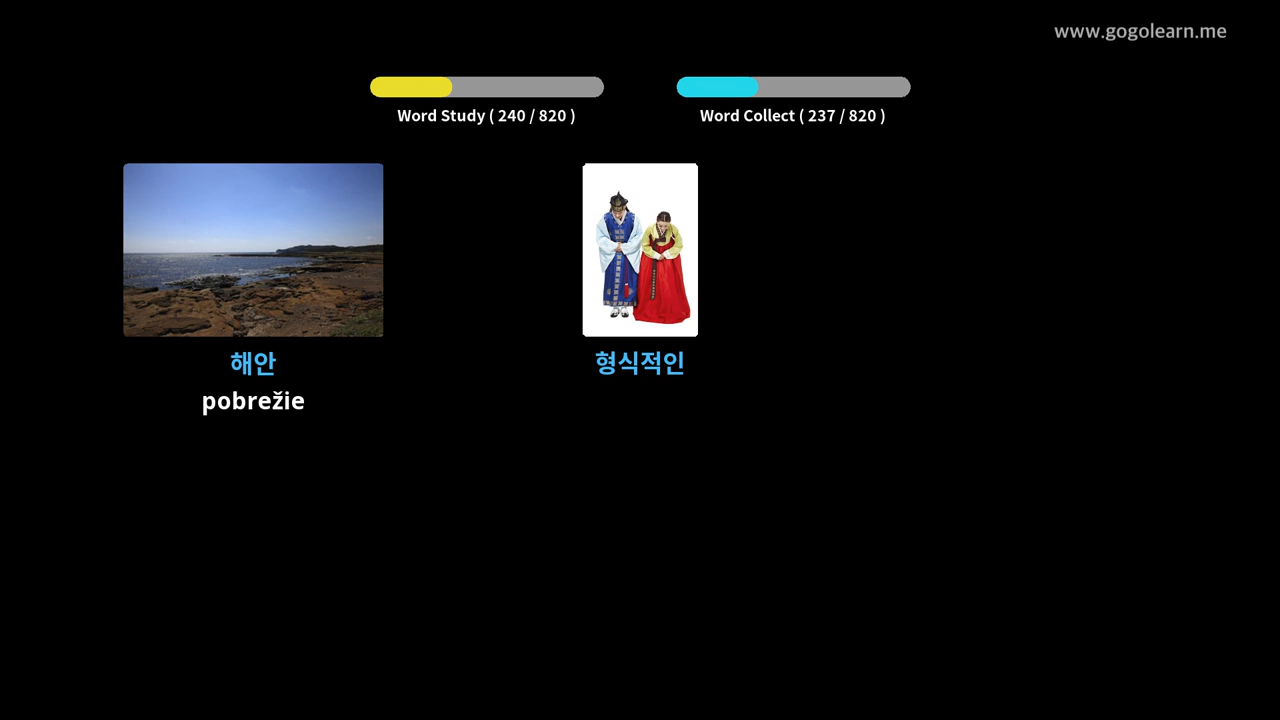 www.gogolearn.me
Word Study ( 240 / 820 )
Word Collect ( 237 / 820 )
해안
pobrežie
형식적인